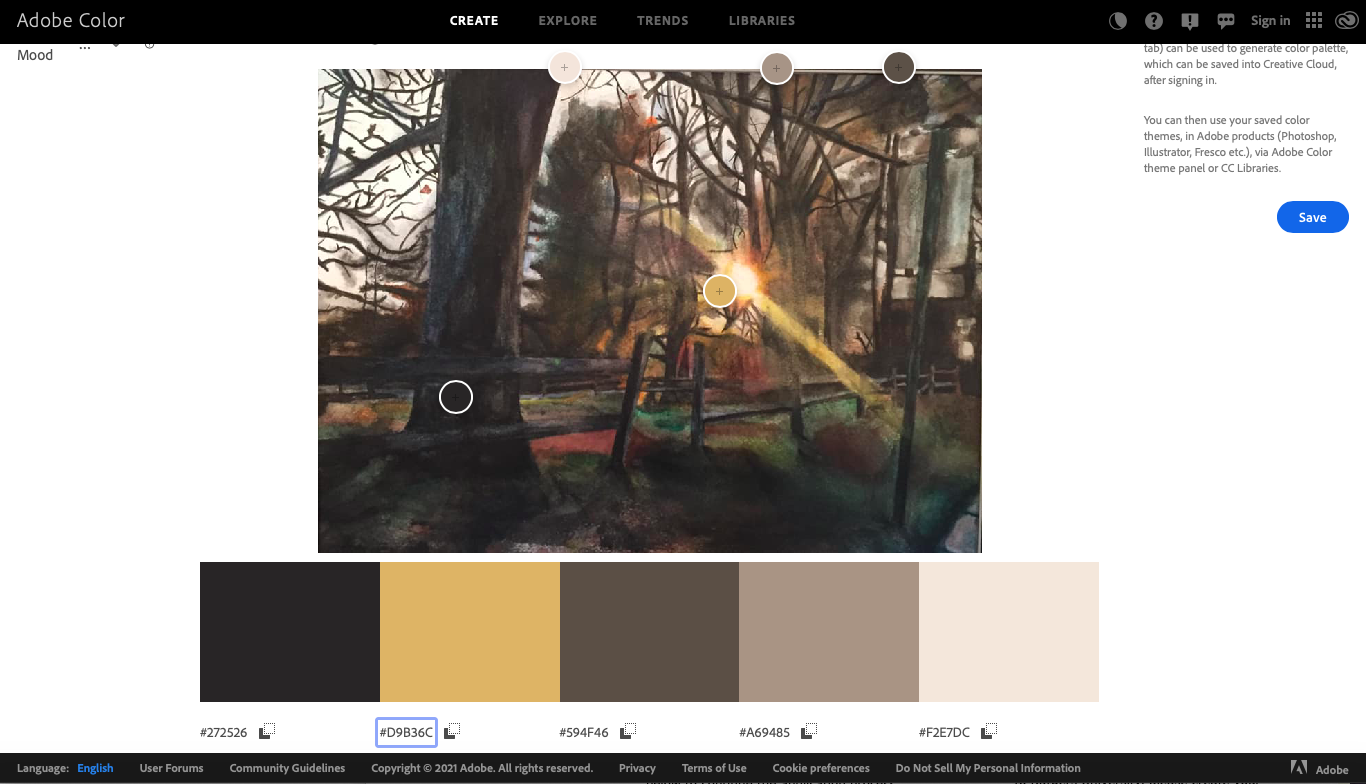 Adobe Color
CREATE
EXPLORE
TRENDS
LIBRARIES
Sign in
Mood
...
tab) can be used to generate color palette,
which can be saved into Creative Cloud,
after signing in.
You can then use your saved color
themes, in Adobe products (Photoshop,
Illustrator, Fresco etc.), via Adobe Color
theme panel or CC Libraries.
Save
#272526
#D9B36C
#594F46
#A69485
#F2E7DC
Language: English
User Forums
Community Guidelines
Copyright © 2021 Adobe. All rights reserved.
Privacy
Terms of Use
Cookie preferences
Do Not Sell My Personal Information
Adobe